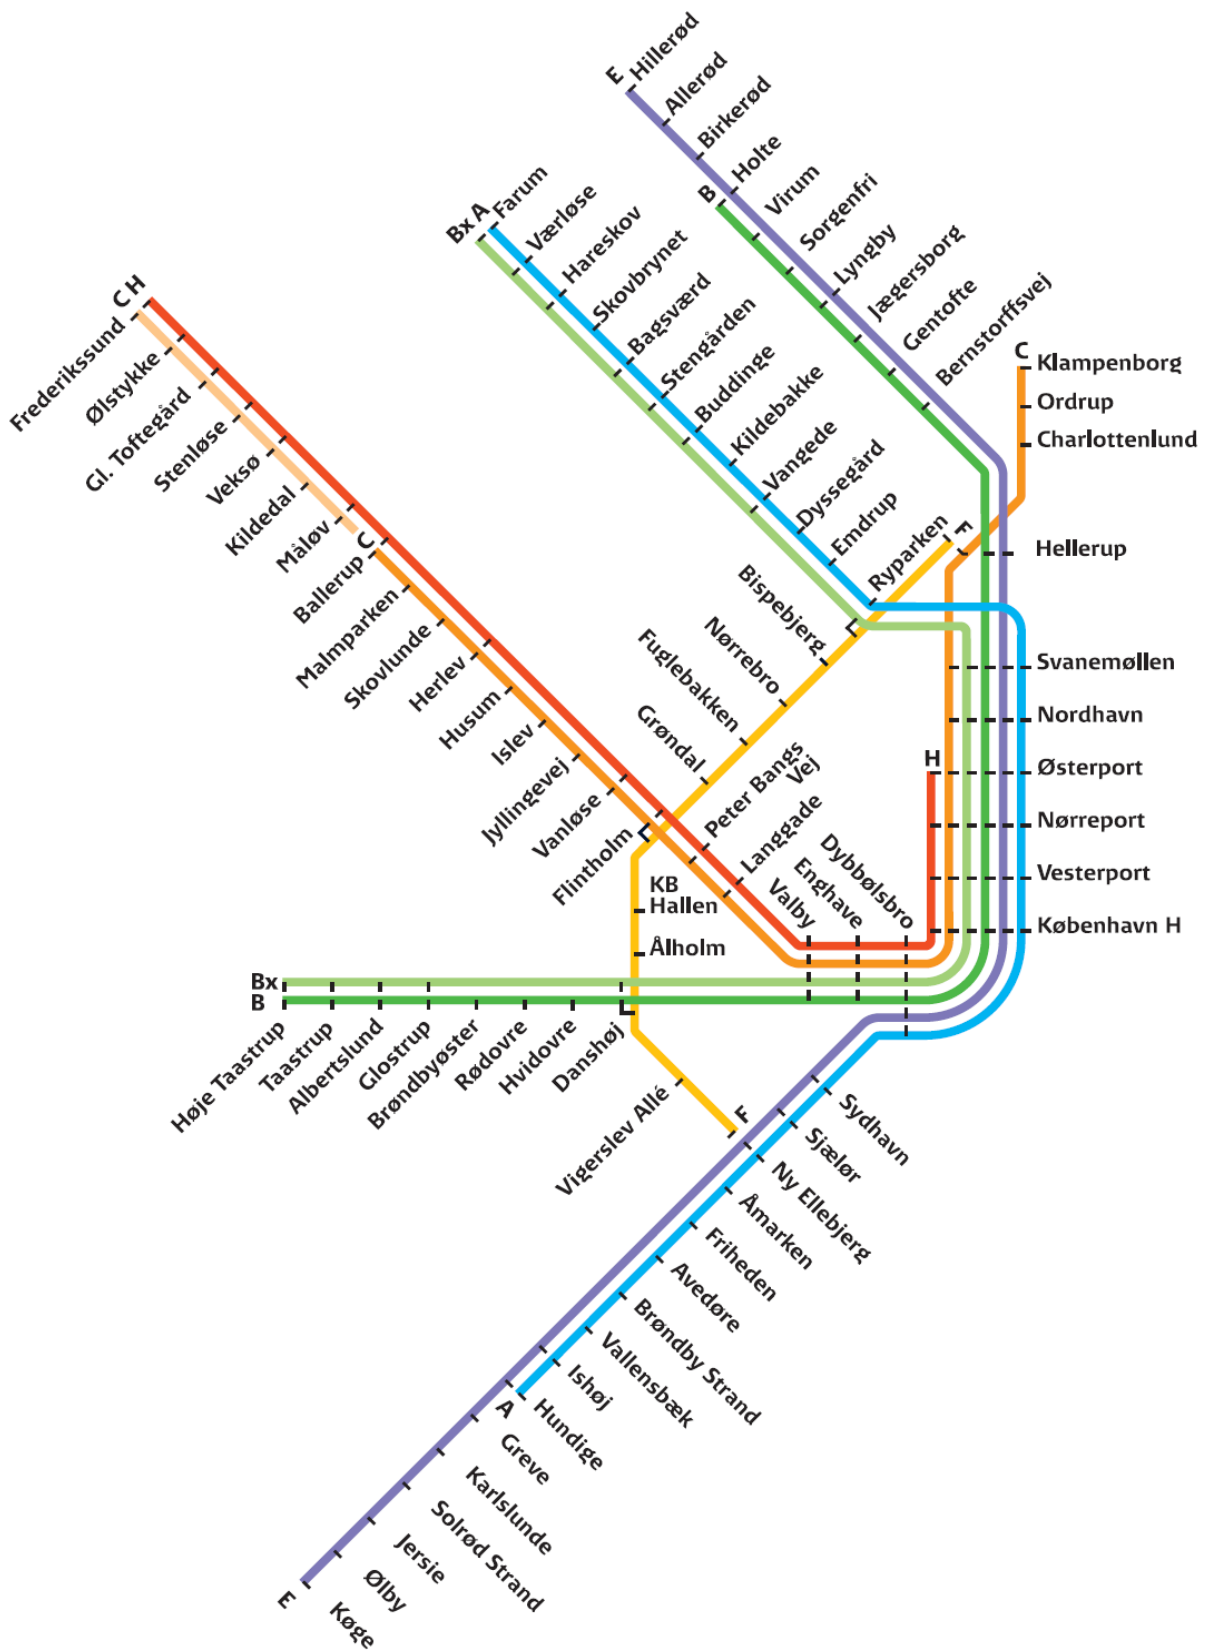 E
Hillerød
Allerød
Birkerød
Holte
B
Virum
Sorgenfri
Lyngby
Jægersborg
Gentofte
Bernstorffsvej
Bx A
Farum
Værløse
Hareskov
Skovbrynet
Bagsværd
Stengården
Buddinge
Kildebakke
Vangede
Dyssegård
Emdrup
Ryparken
F
C
Klampenborg
Ordrup
Charlottenlund
Hellerup
Svanemøllen
Nordhavn
H
Østerport
Nørreport
Vesterport
København H
C H
Frederikssund
Ølstykke
Gl. Toftegård
Stenløse
Veksø
Kildedal
Måløv
C
Ballerup
Malmparken
Skovlunde
Herlev
Husum
Islev
Jyllingevej
Vanløse
Flintholm
Bispebjerg
Nørrebro
Fuglebakken
Grøndal
Peter Bangs
Vej
Langgade
Valby
Enghave
Dybbølsbro
KB
Hallen
Ålholm
Bx
B
Høje Taastrup
Taastrup
Albertslund
Glostrup
Brøndbyøster
Rødovre
Hvidovre
Danshøj
Vigerslev Allé
F
Sydhavn
Sjælør
Ny Ellebjerg
Åmarken
Friheden
Avedøre
Brøndby Strand
Vallensbæk
Ishøj
A
Hundige
Greve
Karlslunde
Solrød Strand
Jersie
Ølby
E
Køge